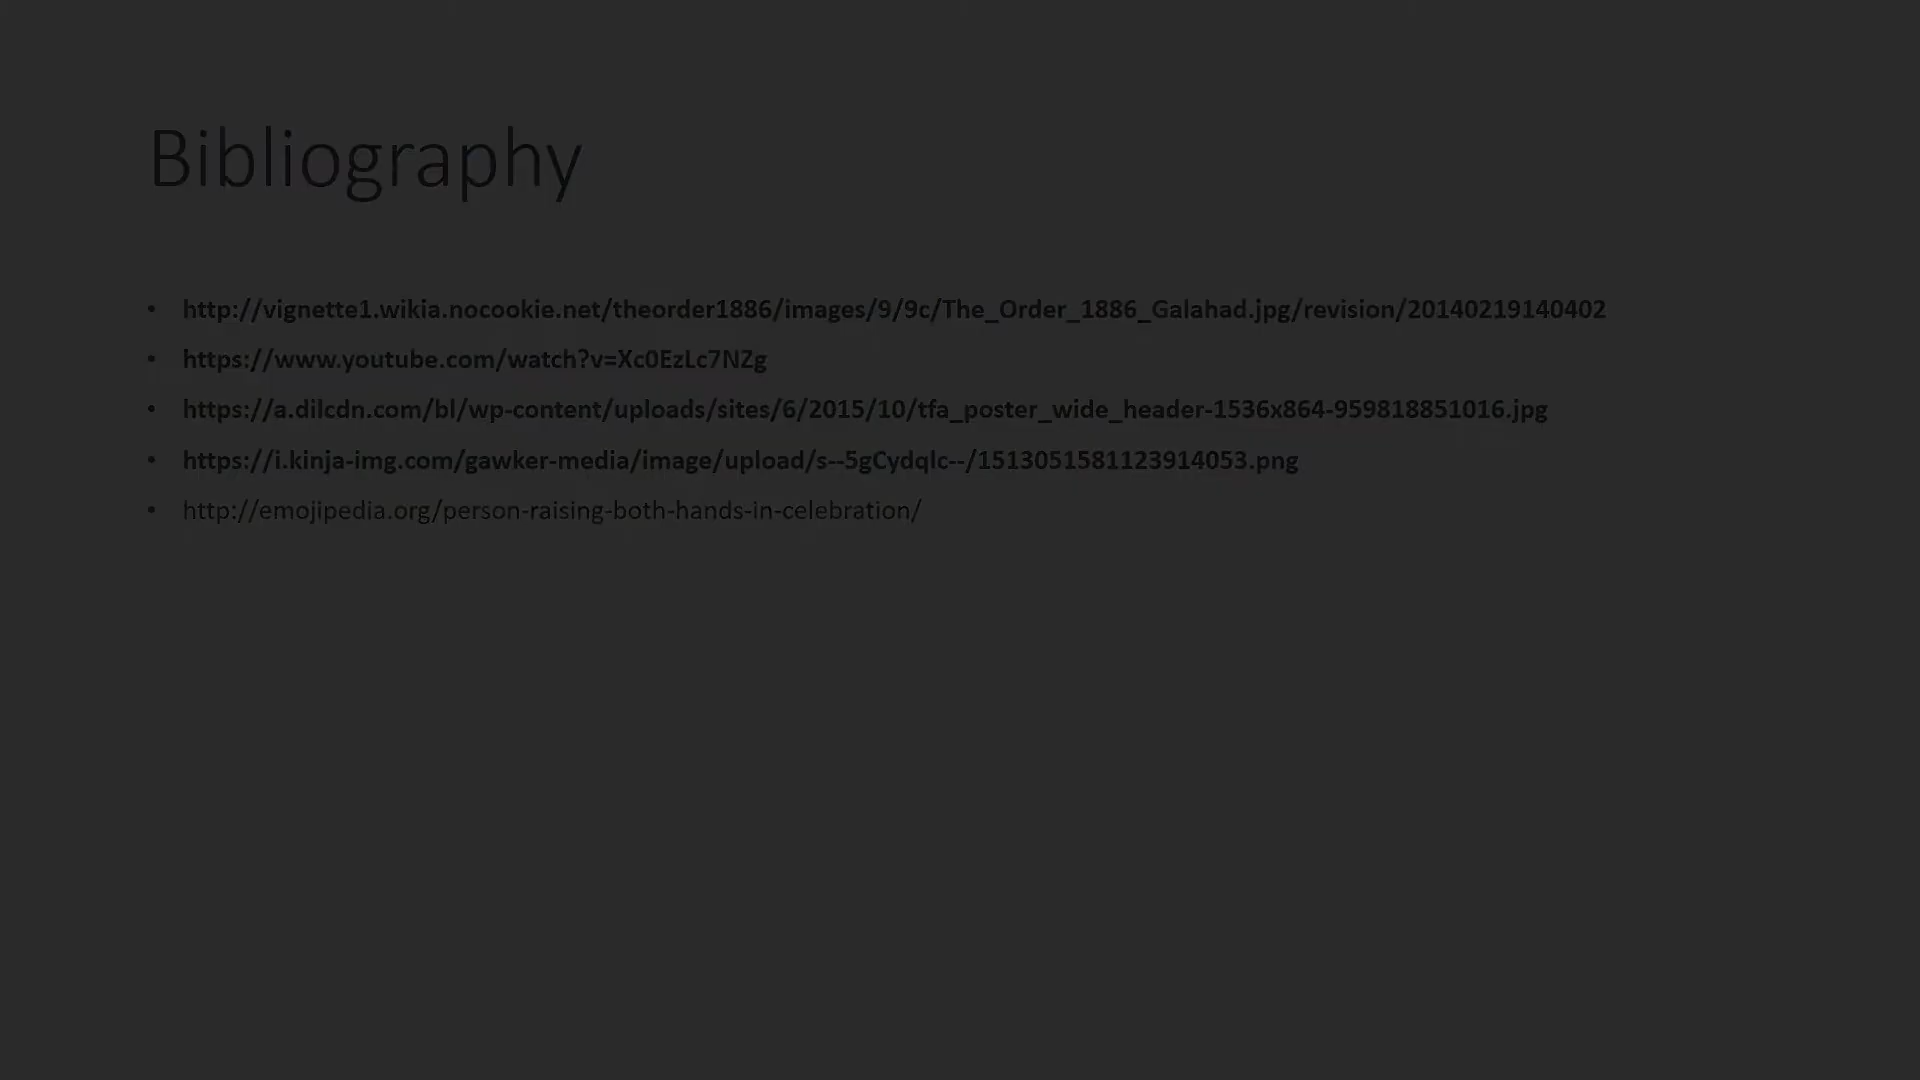 Bibliography
• http://vignette1.wikia.nocookie.net/theorder1886/images/9/9c/The_Order_1886_Galahad.jpg/revision/20140219140402
• https://www.youtube.com/watch?v=Xc0EzLc7NZg
• https://a.dilcdn.com/bl/wp-content/uploads/sites/6/2015/10/tfa_poster_wide_header-1536x864-959818851016.jpg
• https://i.kinja-img.com/gawker-media/image/upload/s--5gCydqlc--/1513051581123914053.png
• http://emojipedia.org/person-raising-both-hands-in-celebration/